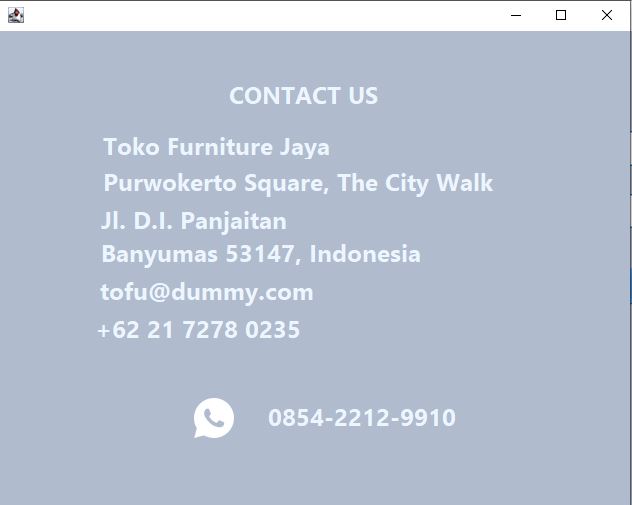 CONTACT US
Toko Furniture Jaya
Purwokerto Square, The City Walk
Jl. D.I. Panjaitan
Banyumas 53147, Indonesia
tofu@dummy.com
+62 21 7278 0235
0854-2212-9910